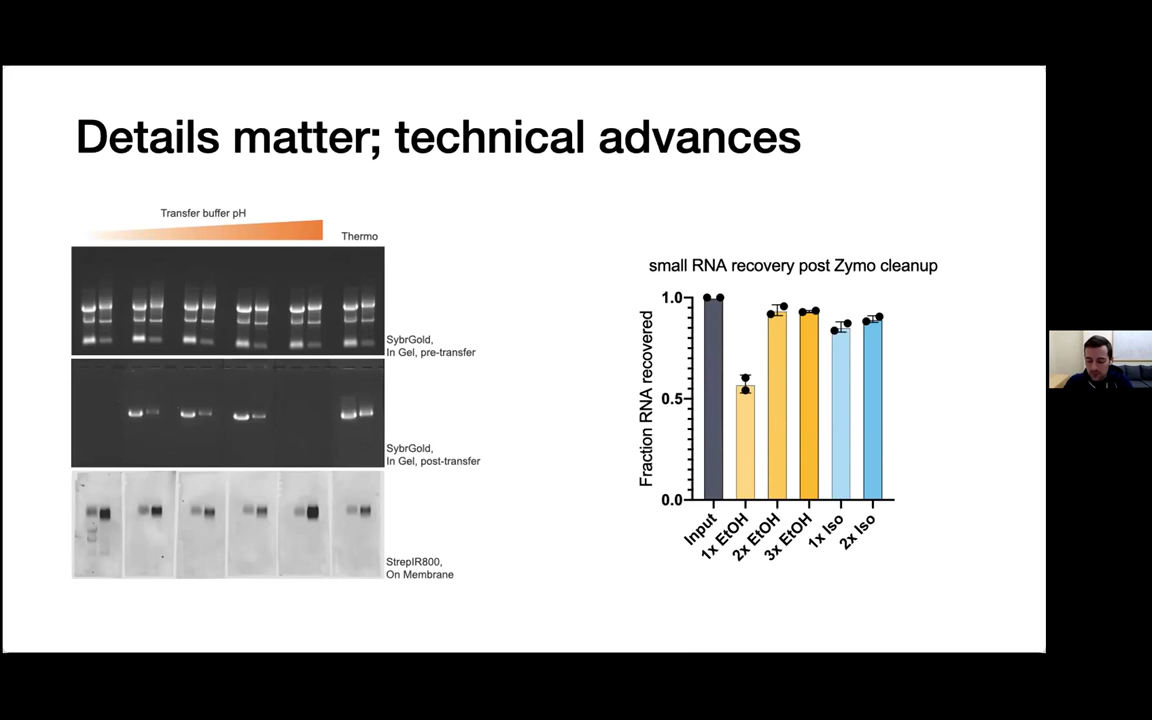 Details matter; technical advances
Transfer buffer pH
Thermo
SybrGold,
In Gel, pre-transfer
SybrGold,
In Gel, post-transfer
StrepIR800,
On Membrane
small RNA recovery post Zymo cleanup
Fraction RNA recovered
1.0
0.5
0.0
Input
1x EtOH
2x EtOH
3x EtOH
1x Iso
2x Iso